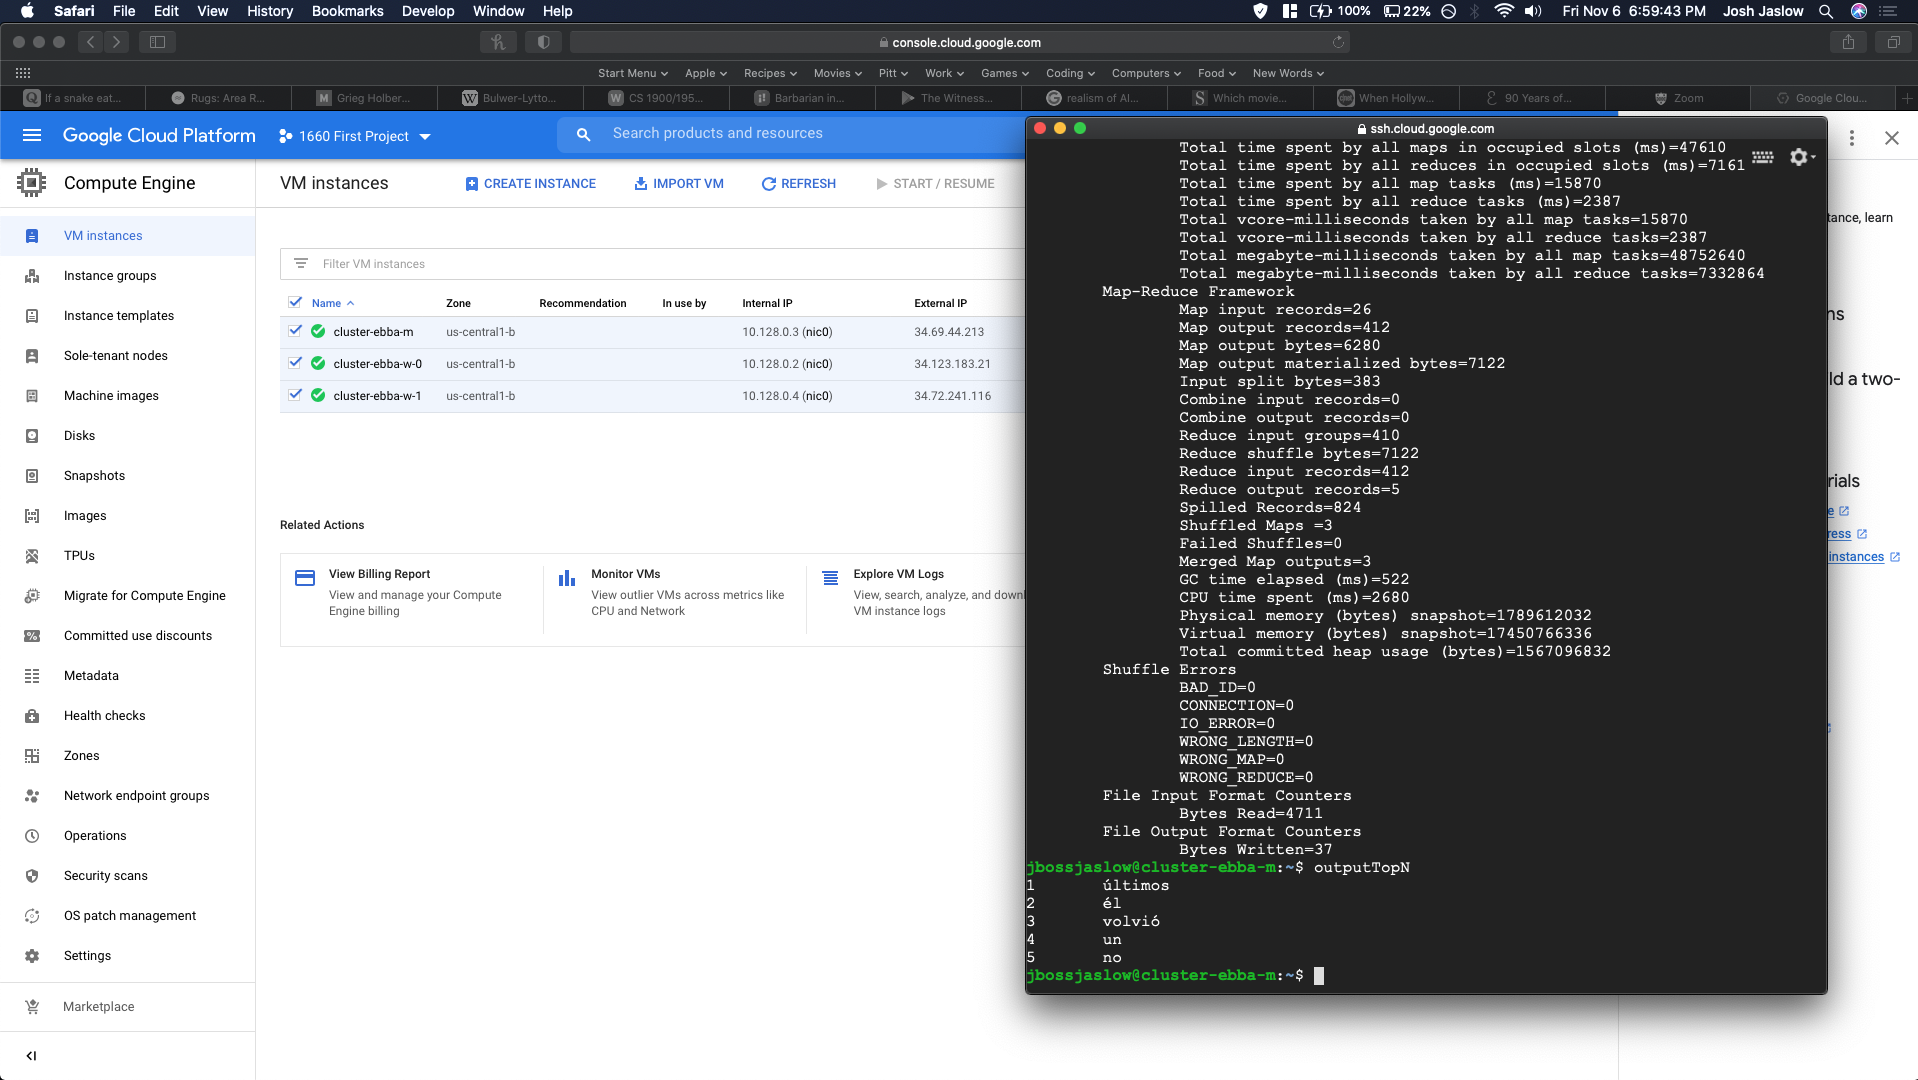 Safari File Edit View History Bookmarks Develop Window Help 100% 22% Fri Nov 6 6:59:43 PM Josh Jaslow
console.cloud.google.com
Start Menu Apple Recipes Movies Pitt Work Games Coding Computers Food New Words
If a snake eat... Rugs: Area R... Grieg Holber... Bulwer-Lytto... CS 1900/195... Barbarian in... The Witness... realism of Al... Which movie... When Hollyw... 90 Years of... Zoom Google Clou...
Google Cloud Platform 1660 First Project Search products and resources
Compute Engine
VM instances
Instance groups
Instance templates
Sole-tenant nodes
Machine images
Disks
Snapshots
Images
TPUs
Migrate for Compute Engine
Committed use discounts
Metadata
Health checks
Zones
Network endpoint groups
Operations
Security scans
OS patch management
Settings
Marketplace
VM instances CREATE INSTANCE IMPORT VM REFRESH START / RESUME
Filter VM instances
Name Zone Recommendation In use by Internal IP External IP
cluster-ebba-m us-central1-b 10.128.0.3 (nic0) 34.69.44.213
cluster-ebba-w-0 us-central1-b 10.128.0.2 (nic0) 34.123.183.21
cluster-ebba-w-1 us-central1-b 10.128.0.4 (nic0) 34.72.241.116
Related Actions
View Billing Report
View and manage your Compute
Engine billing
Monitor VMs
View outlier VMs across metrics like
CPU and Network
Explore VM Logs
View, search, analyze, and downl
VM instance logs
ssh.cloud.google.com
Total time spent by all maps in occupied slots (ms)=47610
Total time spent by all reduces in occupied slots (ms)=7161
Total time spent by all map tasks (ms)=15870
Total time spent by all reduce tasks (ms)=2387
Total vcore-milliseconds taken by all map tasks=15870
Total vcore-milliseconds taken by all reduce tasks=2387
Total megabyte-milliseconds taken by all map tasks=48752640
Total megabyte-milliseconds taken by all reduce tasks=7332864
Map-Reduce Framework
Map input records=26
Map output records=412
Map output bytes=6280
Map output materialized bytes=7122
Input split bytes=383
Combine input records=0
Combine output records=0
Reduce input groups=410
Reduce shuffle bytes=7122
Reduce input records=412
Reduce output records=5
Spilled Records=824
Shuffled Maps =3
Failed Shuffles=0
Merged Map outputs=3
GC time elapsed (ms)=522
CPU time spent (ms)=2680
Physical memory (bytes) snapshot=1789612032
Virtual memory (bytes) snapshot=17450766336
Total committed heap usage (bytes)=1567096832
Shuffle Errors
BAD_ID=0
CONNECTION=0
IO_ERROR=0
WRONG_LENGTH=0
WRONG_MAP=0
WRONG_REDUCE=0
File Input Format Counters
Bytes Read=4711
File Output Format Counters
Bytes Written=37
jbossjaslow@cluster-ebba-m:~$ outputTopN
1 últimos
2 él
3 volvió
4 un
5 no
jbossjaslow@cluster-ebba-m:~$
tance, learn
ns
ld a two-
rials
e
ress
instances